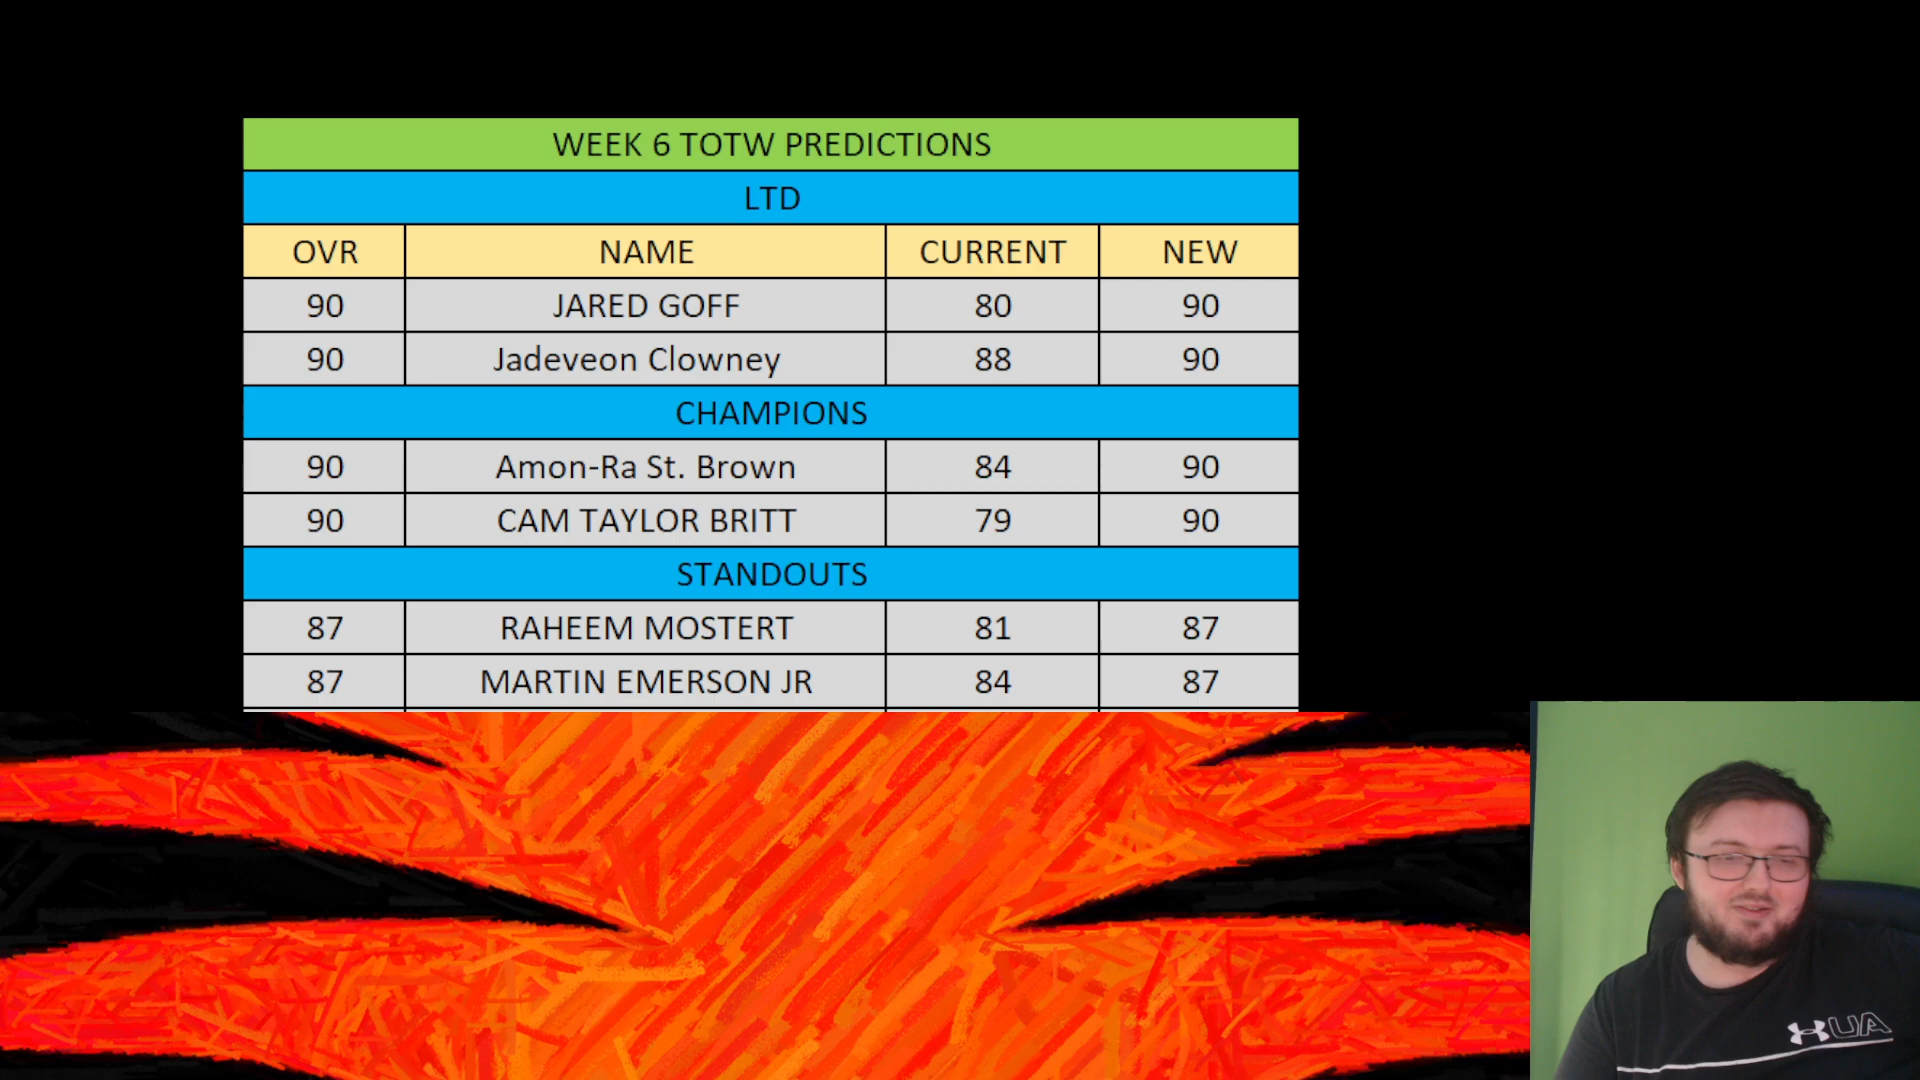 WEEK 6 TOTW PREDICTIONS
LTD
OVR NAME CURRENT NEW
90 JARED GOFF 80 90
90 Jadeveon Clowney 88 90
CHAMPIONS
90 Amon-Ra St. Brown 84 90
90 CAM TAYLOR BRITT 79 90
STANDOUTS
87 RAHEEM MOSTERT 81 87
87 MARTIN EMERSON JR 84 87
UA